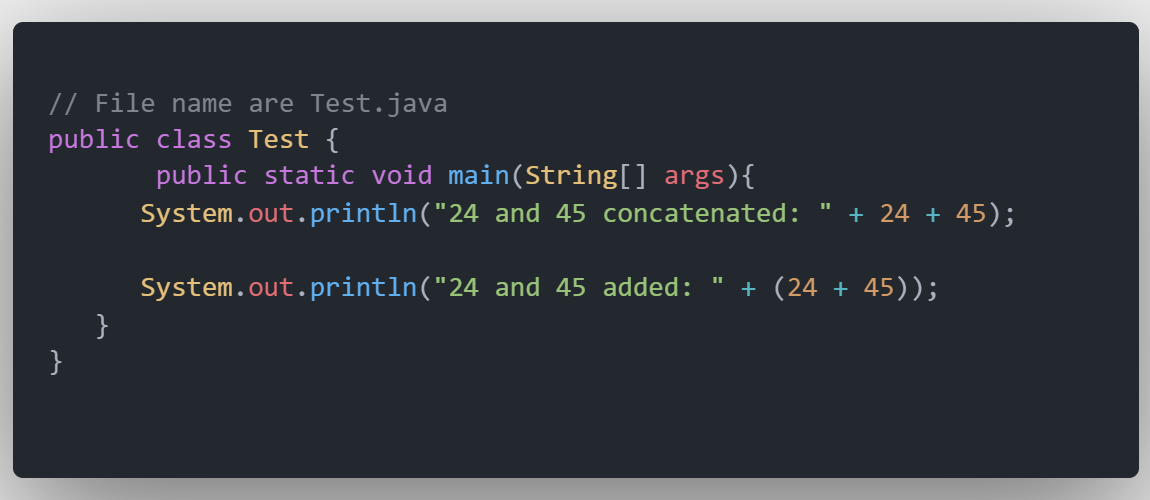 // File name are Test.java
public class Test {
public static void main(String[] args){
System.out.println("24 and 45 concatenated: " + 24 + 45);
System.out.println("24 and 45 added: " + (24 + 45));
}
}